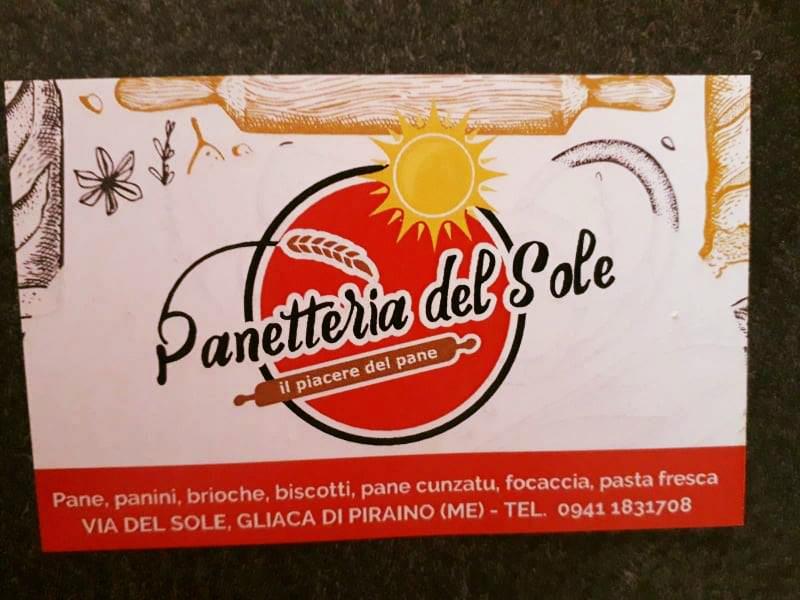 Panetteria del Sole
il piacere del pane
Pane, panini, brioche, biscotti, pane cunzatu, focaccia, pasta fresca
VIA DEL SOLE, GLIACA DI PIRAINO (ME) - TEL. 0941 1831708